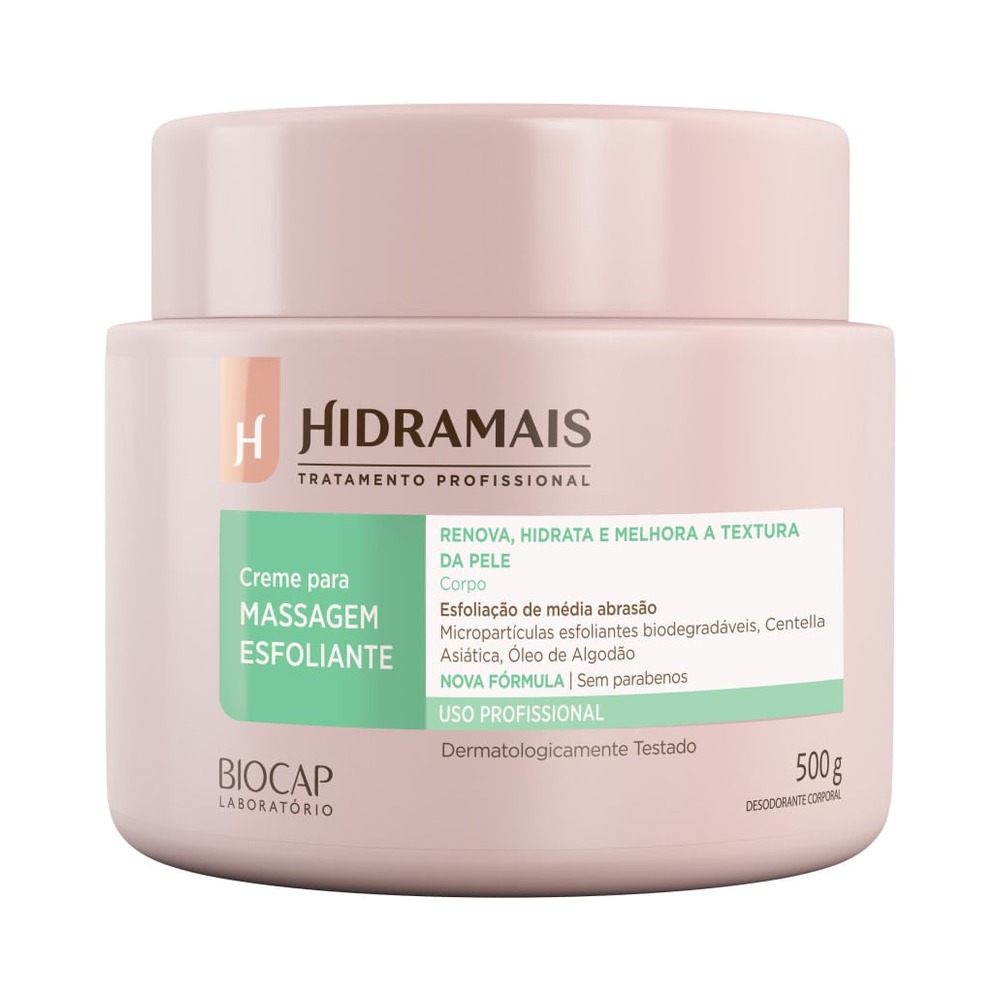 H
HIDRAMAIS
TRATAMENTO PROFISSIONAL
Creme para
MASSAGEM
ESFOLIANTE
RENOVA, HIDRATA E MELHORA A TEXTURA
DA PELE
Corpo
Esfoliação de média abrasão
Micropartículas esfoliantes biodegradáveis, Centella
Asiática, Óleo de Algodão
NOVA FÓRMULA | Sem parabenos
USO PROFISSIONAL
Dermatologicamente Testado
BIOCAP
LABORATÓRIO
500 g
DESODORANTE CORPORAL